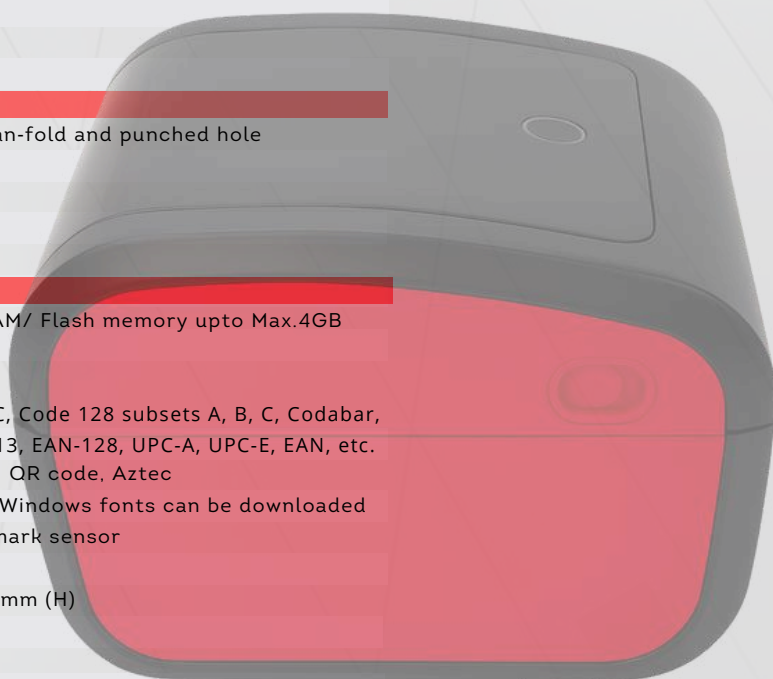 an-fold and punched hole
AM/ Flash memory upto Max.4GB
C, Code 128 subsets A, B, C, Codabar,
13, EAN-128, UPC-A, UPC-E, EAN, etc.
QR code, Aztec
Windows fonts can be downloaded
mark sensor
mm (H)